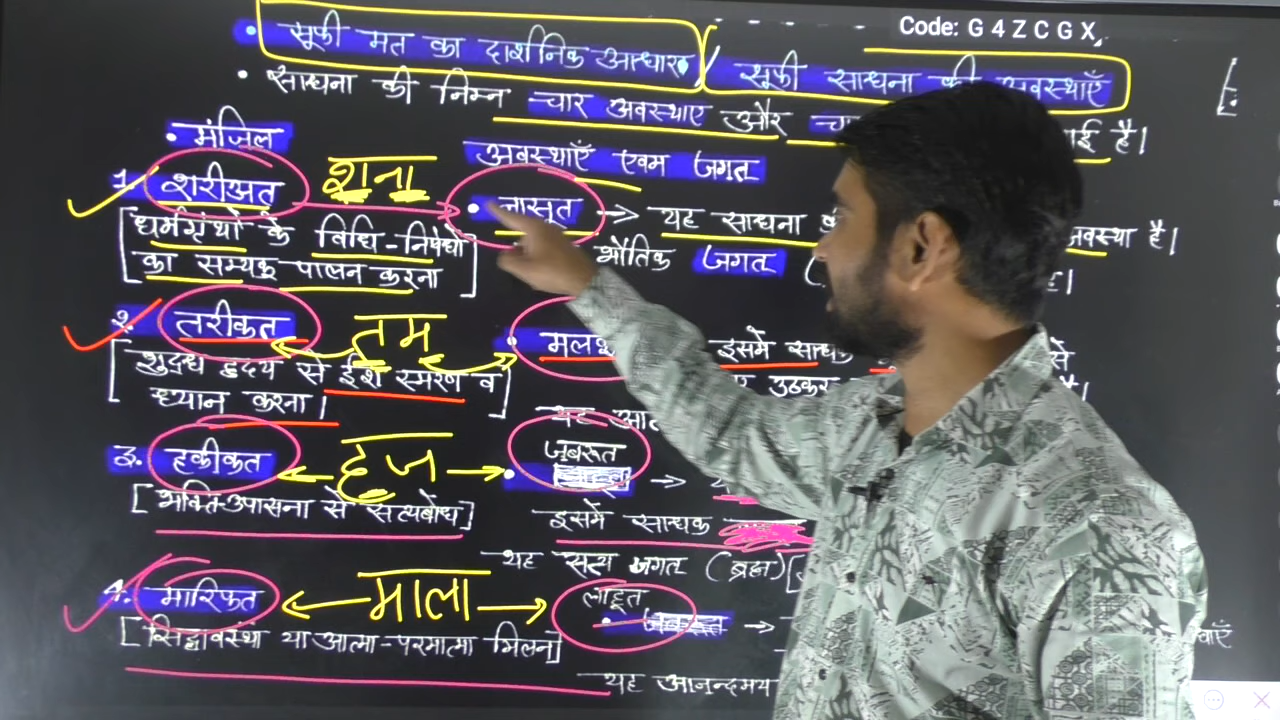 Code: G 4 Z C G X
सूफी मत का दार्शनिक आधार सूफी साधना की अवस्थाएँ
साधना की निम्न चार अवस्थाए और ाई है।
मंजिल
अवस्थाएँ एवम जगत
1. शरीअत शना नासूत → यह साधना अवस्था है।
[धर्मग्रंथो के विधि-निषेधो भौतिक जगत (
का सम्यक पालन करना]
2. तरीकत तम इसमे से
[शुद्ध हृदय से ईश स्मरण व उठकर
ध्यान करना।] यह
3. हकीकत हज जबरूत →
[भक्ति-उपासना से सत्यबोध] इसमें साधक
यह सत्य जगत (ब्रह्म)
4. मारिफत माला लाहूत →
[सिद्धावस्था या आत्मा-परमात्मा मिलन]
यह आनन्दमय